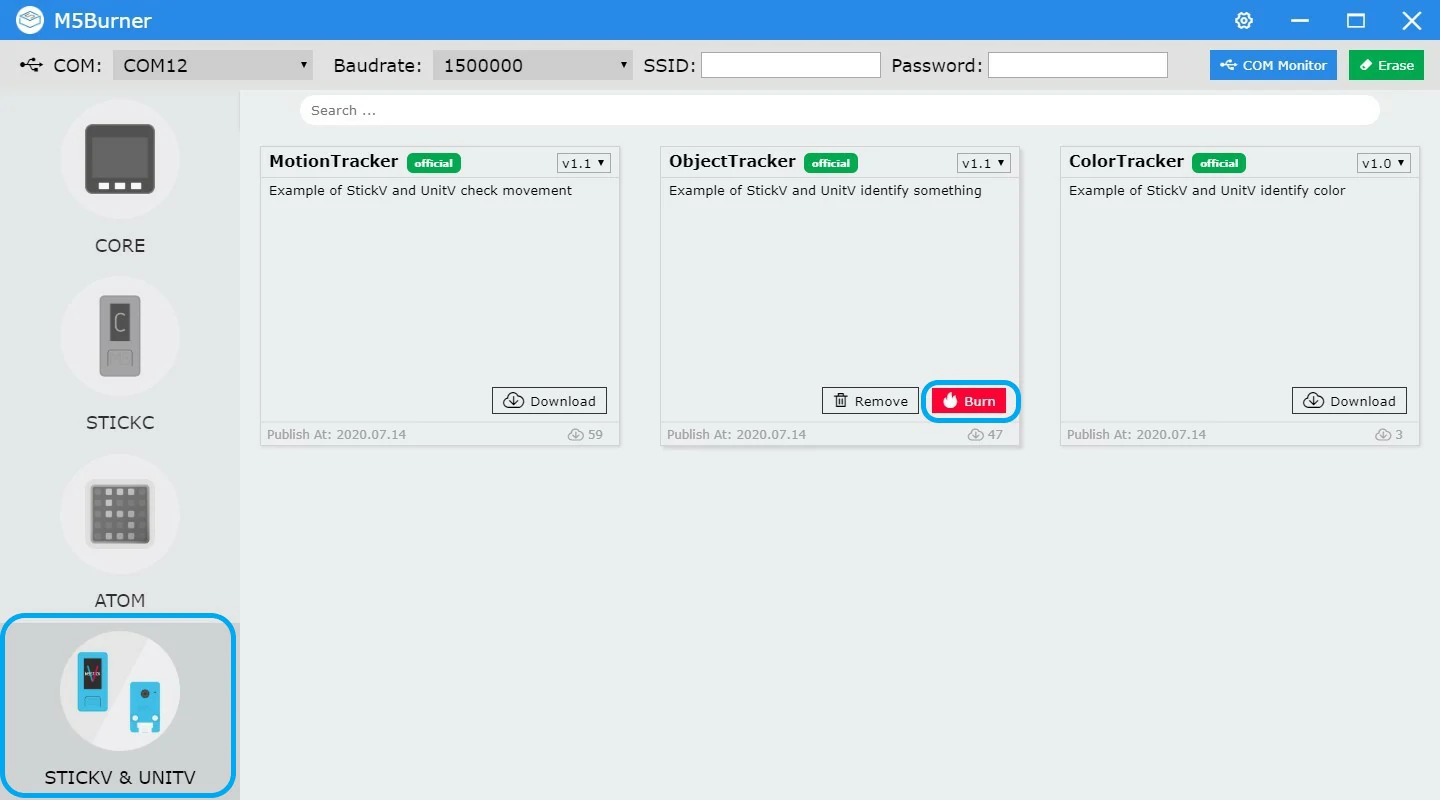 M5Burner
COM: COM12 Baudrate: 1500000 SSID: Password: COM Monitor Erase
Search ...
CORE
C
STICKC
ATOM
STICKV & UNITV
MotionTracker official v1.1
Example of StickV and UnitV check movement
Download
Publish At: 2020.07.14 59
ObjectTracker official v1.1
Example of StickV and UnitV identify something
Remove Burn
Publish At: 2020.07.14 47
ColorTracker official v1.0
Example of StickV and UnitV identify color
Download
Publish At: 2020.07.14 3